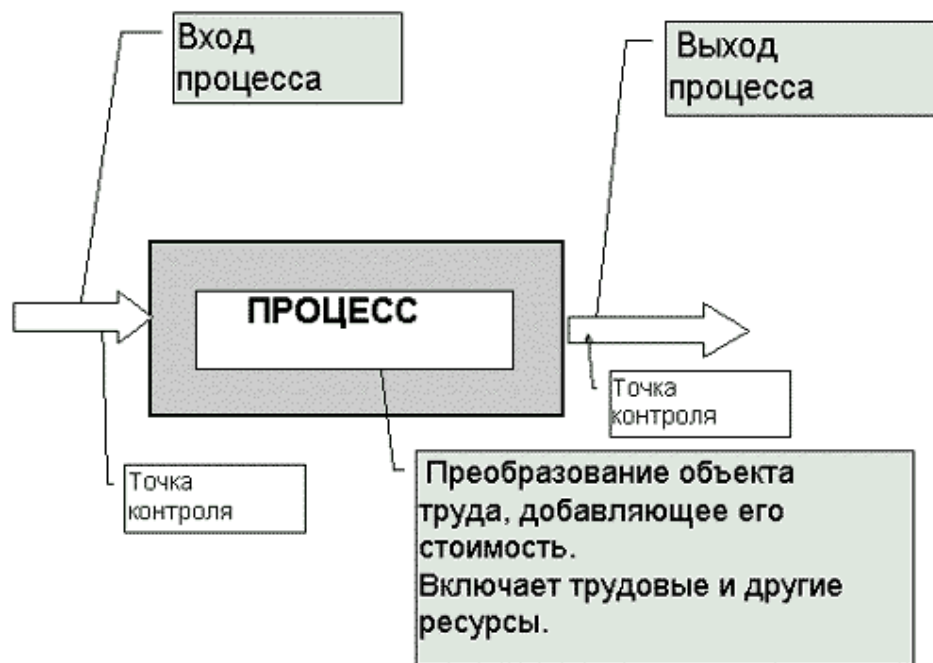 Вход
процесса
Выход
процесса
ПРОЦЕСС
Точка
контроля
Точка
контроля
Преобразование объекта
труда, добавляющее его
стоимость.
Включает трудовые и другие
ресурсы.